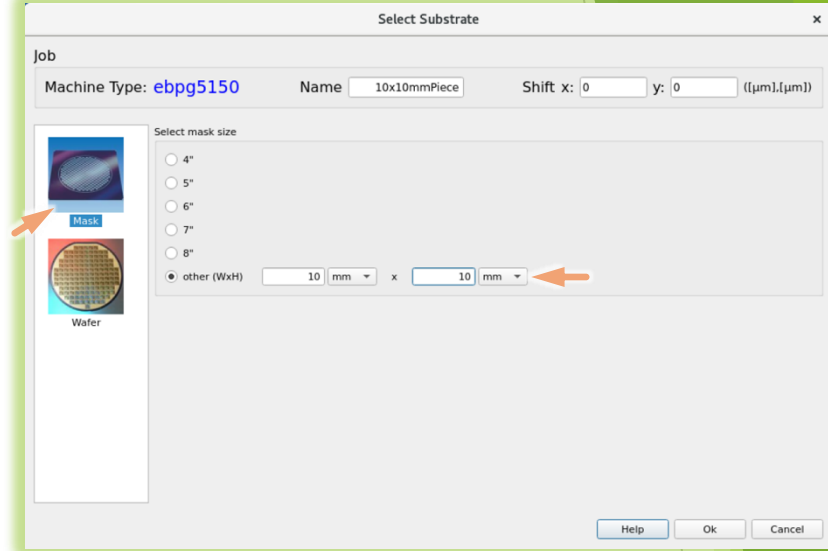 Select Substrate ×
Job
Machine Type: ebpg5150 Name 10x10mmPiece Shift x: 0 y: 0 ([µm],[µm])
Select mask size
4"
5"
6"
7"
8"
other (WxH) 10 mm x 10 mm
Mask
Wafer
Help Ok Cancel